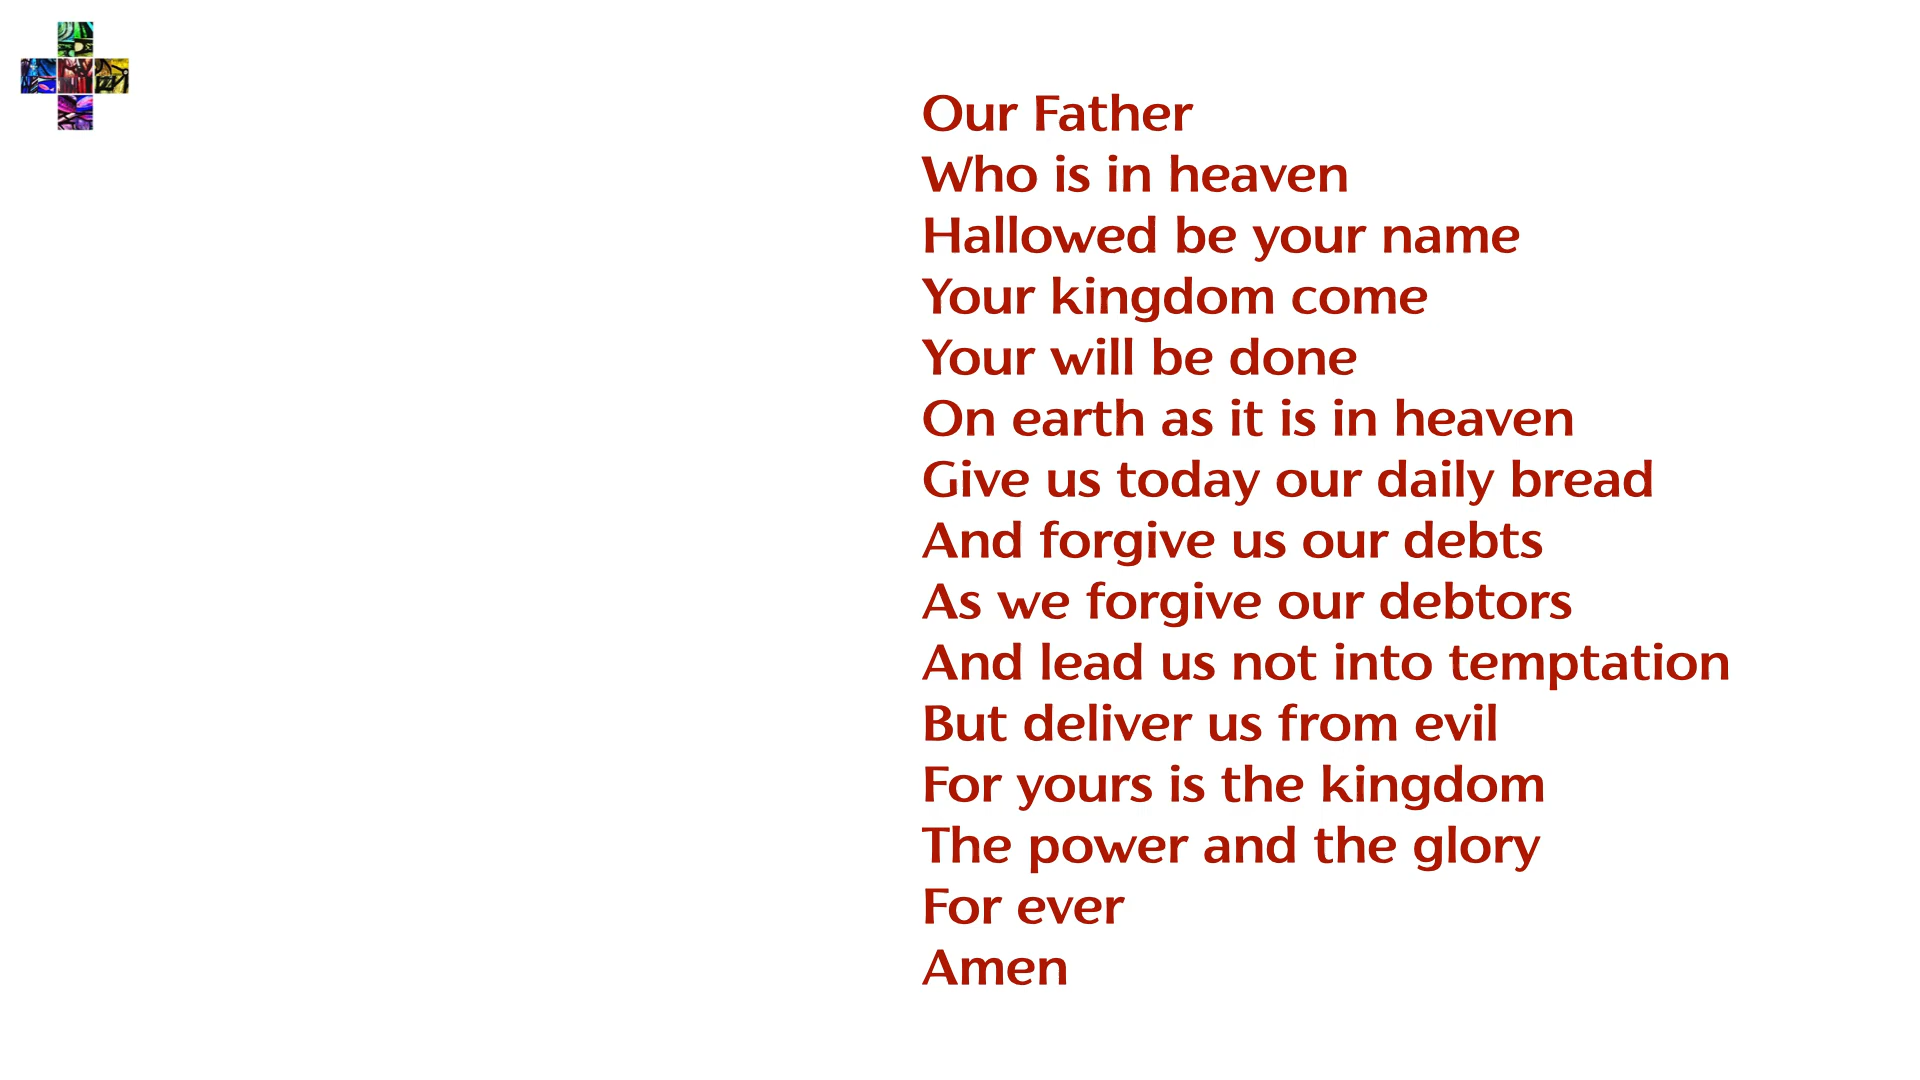 Our Father
Who is in heaven
Hallowed be your name
Your kingdom come
Your will be done
On earth as it is in heaven
Give us today our daily bread
And forgive us our debts
As we forgive our debtors
And lead us not into temptation
But deliver us from evil
For yours is the kingdom
The power and the glory
For ever
Amen